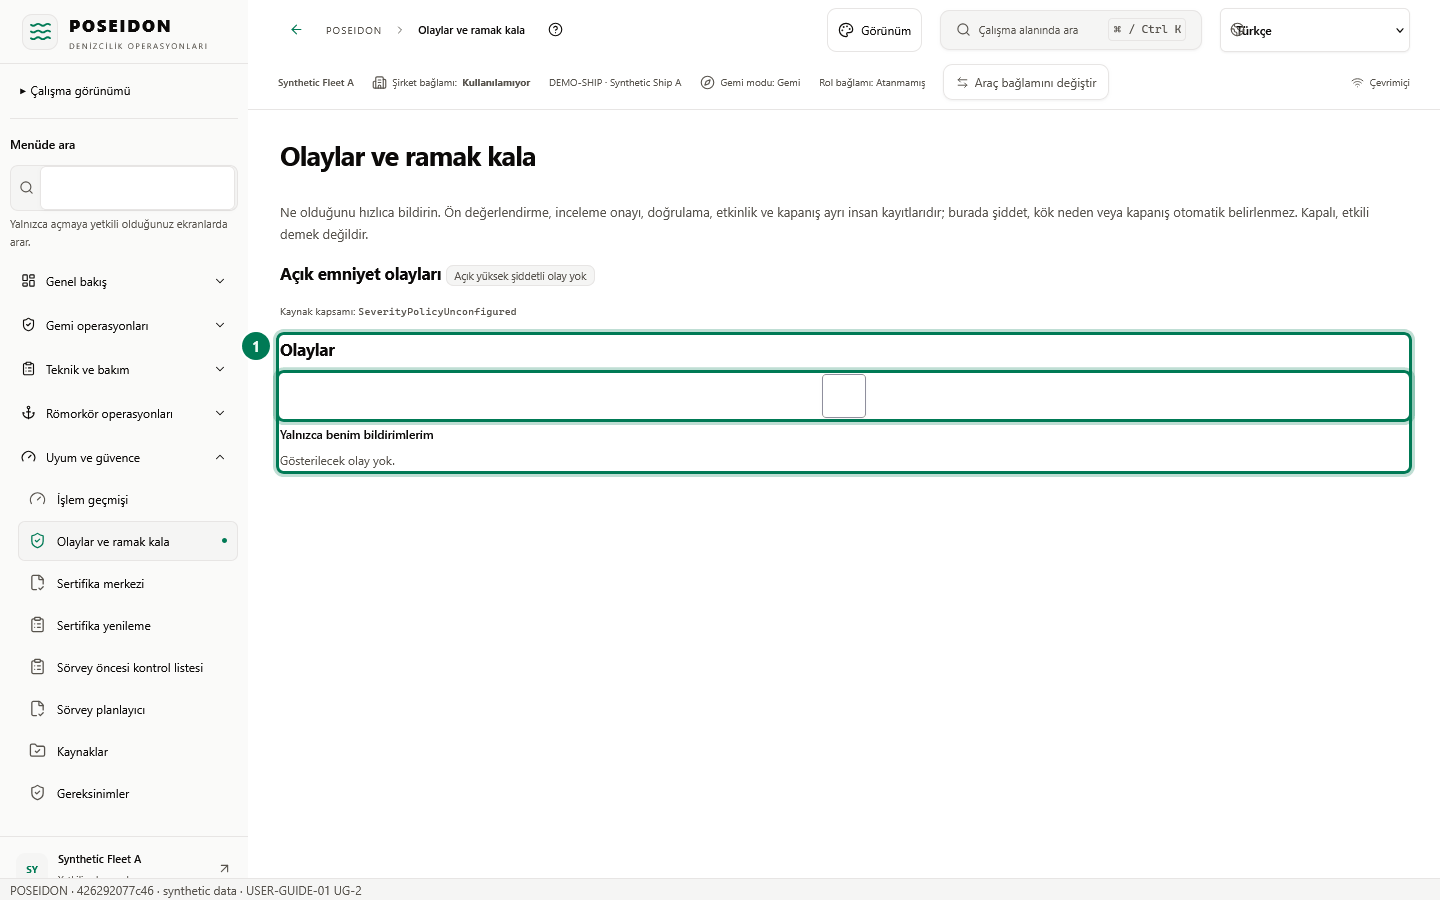 POSEIDON
DENİZCİLİK OPERASYONLARI
▸ Çalışma görünümü
Menüde ara
Yalnızca açmaya yetkili olduğunuz ekranlarda
arar.
Genel bakış
Gemi operasyonları
Teknik ve bakım
Römorkör operasyonları
Uyum ve güvence
İşlem geçmişi
Olaylar ve ramak kala
Sertifika merkezi
Sertifika yenileme
Sörvey öncesi kontrol listesi
Sörvey planlayıcı
Kaynaklar
Gereksinimler
SY Synthetic Fleet A
POSEIDON > Olaylar ve ramak kala
Görünüm
Çalışma alanında ara ⌘ / Ctrl K
Türkçe
Synthetic Fleet A Şirket bağlamı: Kullanılamıyor DEMO-SHIP · Synthetic Ship A Gemi modu: Gemi Rol bağlamı: Atanmamış Araç bağlamını değiştir Çevrimiçi
Olaylar ve ramak kala
Ne olduğunu hızlıca bildirin. Ön değerlendirme, inceleme onayı, doğrulama, etkinlik ve kapanış ayrı insan kayıtlarıdır; burada şiddet, kök neden veya kapanış otomatik belirlenmez. Kapalı, etkili
demek değildir.
Açık emniyet olayları Açık yüksek şiddetli olay yok
Kaynak kapsamı: SeverityPolicyUnconfigured
1
Olaylar
Yalnızca benim bildirimlerim
Gösterilecek olay yok.
POSEIDON · 426292077c46 · synthetic data · USER-GUIDE-01 UG-2